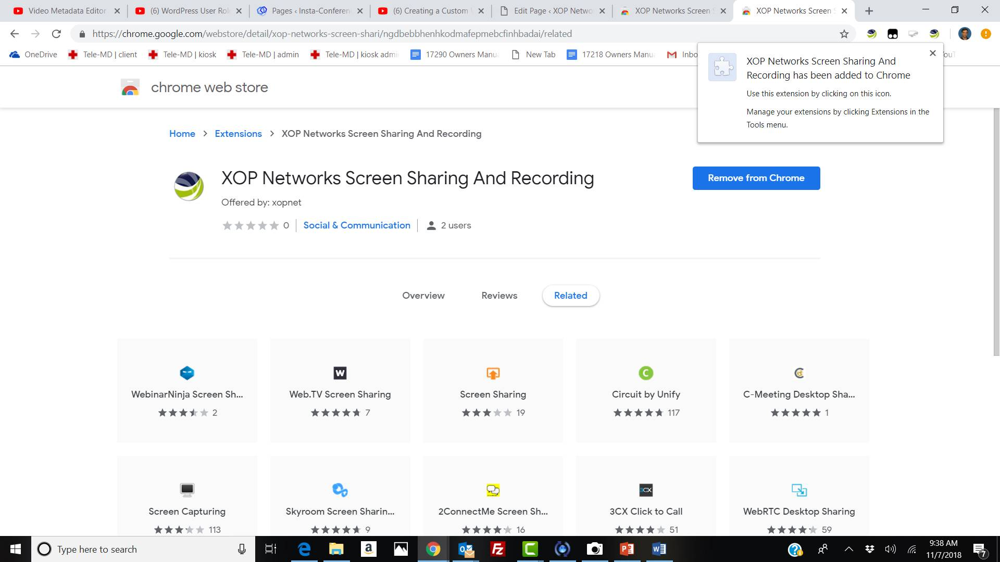 Video Metadata Editor
(6) WordPress User Rol
Pages ‹ Insta-Conferen
(6) Creating a Custom
Edit Page ‹ XOP Netwo
XOP Networks Screen S
XOP Networks Screen S
https://chrome.google.com/webstore/detail/xop-networks-screen-shari/ngdbebbhenhkodmafepmebcfinhbadai/related
OneDrive
Tele-MD | client
Tele-MD | kiosk
Tele-MD | admin
Tele-MD | kiosk admi
17290 Owners Manua
New Tab
17218 Owners Manua
Inbo
XOP Networks Screen Sharing And
Recording has been added to Chrome
Use this extension by clicking on this icon.
Manage your extensions by clicking Extensions in the
Tools menu.
chrome web store
Home > Extensions > XOP Networks Screen Sharing And Recording
XOP Networks Screen Sharing And Recording
Remove from Chrome
Offered by: xopnet
0 | Social & Communication | 2 users
Overview
Reviews
Related
WebinarNinja Screen Sh...
2
W
Web.TV Screen Sharing
7
Screen Sharing
19
C
Circuit by Unify
117
C-Meeting Desktop Sha...
1
Screen Capturing
113
Skyroom Screen Sharin...
9
2ConnectMe Screen Sh...
16
3CX
3CX Click to Call
51
WebRTC Desktop Sharing
59
Type here to search
9:38 AM
11/7/2018
7